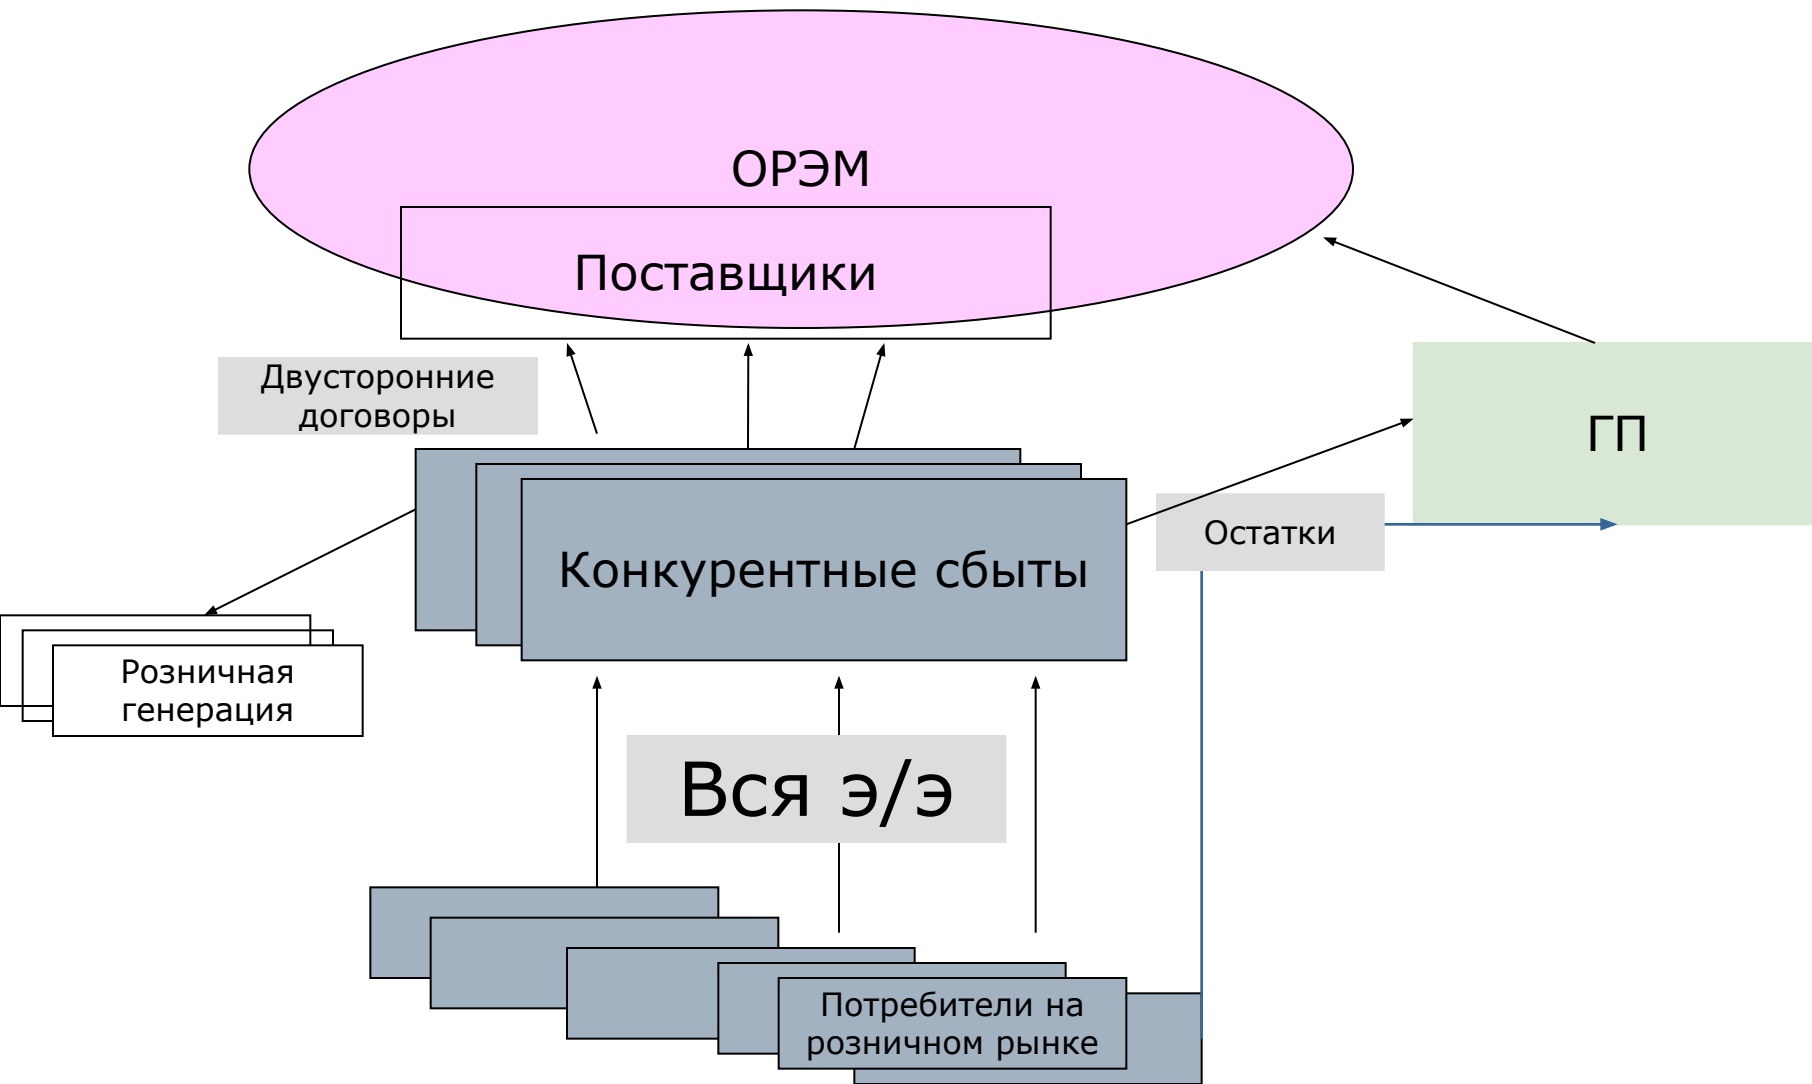 ОРЭМ
Поставщики
Двусторонние
договоры
ГП
Остатки
Конкурентные сбыты
Розничная
генерация
Вся э/э
Потребители на
розничном рынке